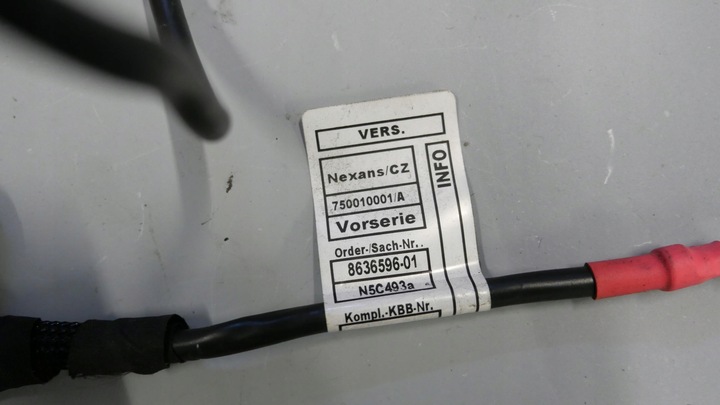 VERS.
Nexans/CZ
750010001/A
Vorserie
Order-/Sach-Nr..
8636596-01
N5C493a
Kompl.-KBB-Nr.
INFO